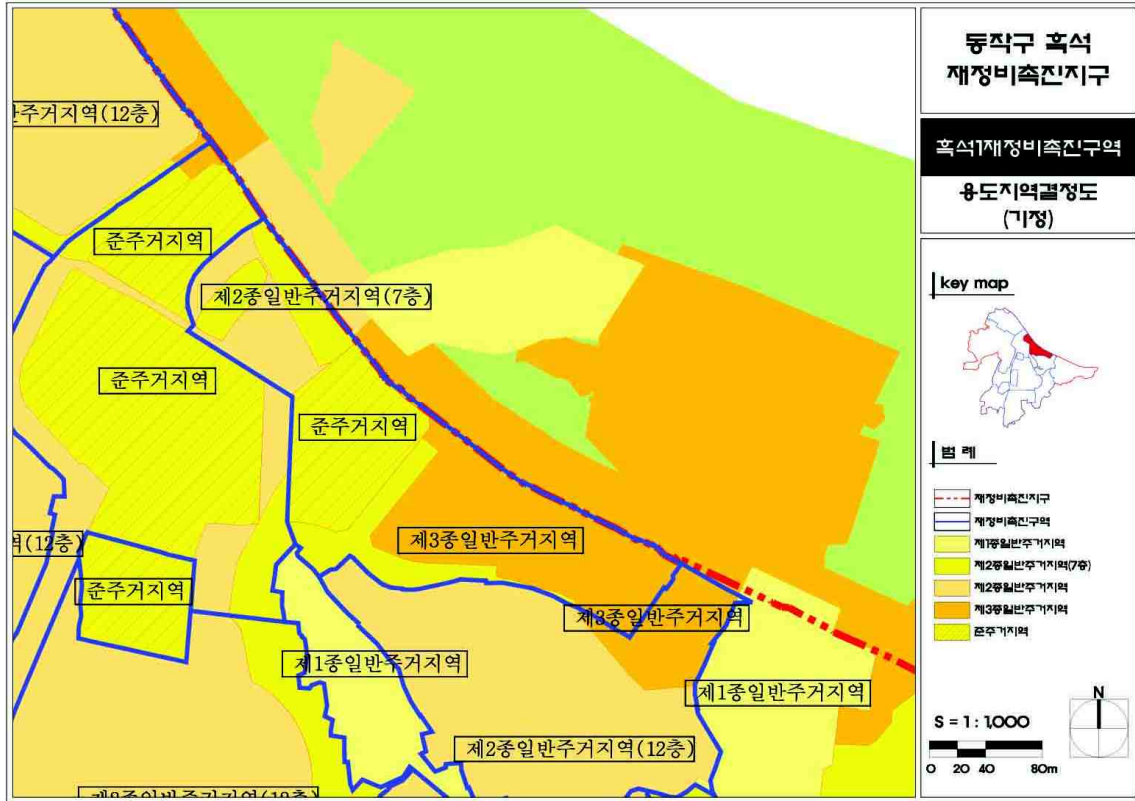 동작구 흑석
재정비촉진지구
흑석1재정비촉진구역
용도지역결정도
(기정)
key map
범 례
재정비촉진지구
재정비촉진구역
제1종일반주거지역
제2종일반주거지역(7층)
제2종일반주거지역
제3종일반주거지역
준주거지역
N
S = 1 : 1,000
0 20 40 80m
반주거지역(12층)
준주거지역
제2종일반주거지역(7층)
준주거지역
준주거지역
제3종일반주거지역
역(12층)
준주거지역
제3종일반주거지역
제1종일반주거지역
제1종일반주거지역
제2종일반주거지역(12층)